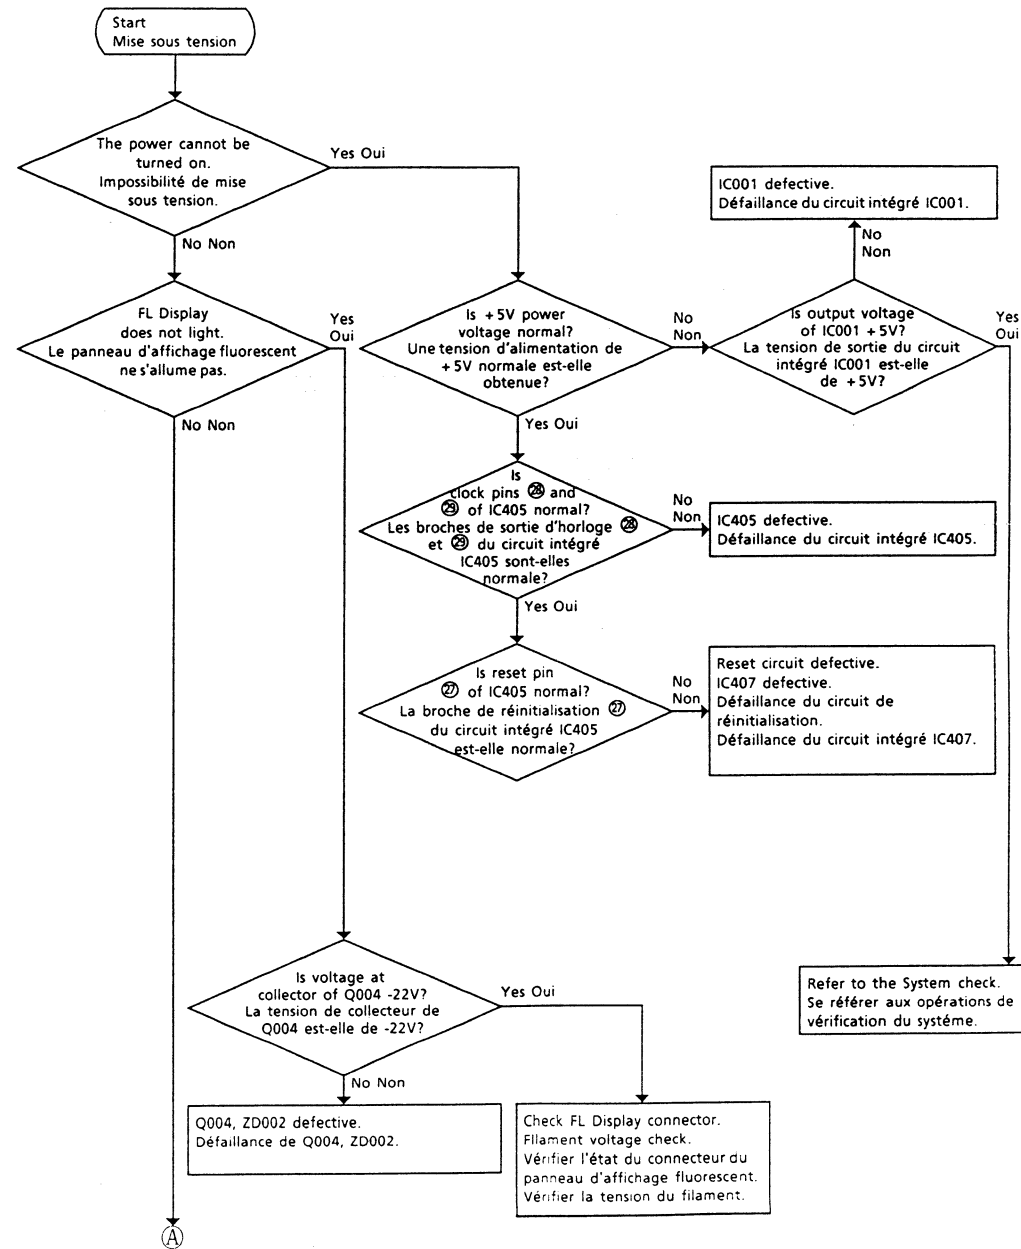 Start
Mise sous tension
The power cannot be
turned on.
Impossibilité de mise
sous tension.
Yes Oui
No Non
IC001 defective.
Défaillance du circuit intégré IC001.
No
Non
FL Display
does not light.
Le panneau d'affichage fluorescent
ne s'allume pas.
Yes
Oui
No Non
Is +5V power
voltage normal?
Une tension d'alimentation de
+5V normale est-elle
obtenue?
No
Non
Yes Oui
Is output voltage
of IC001 +5V?
La tension de sortie du circuit
intégré IC001 est-elle
de +5V?
Yes
Oui
Is
clock pins ㉘ and
㉙ of IC405 normal?
Les broches de sortie d'horloge ㉘
et ㉙ du circuit intégré
IC405 sont-elles
normale?
No
Non
Yes Oui
IC405 defective.
Défaillance du circuit intégré IC405.
Is reset pin
㉗ of IC405 normal?
La broche de réinitialisation ㉗
du circuit intégré IC405
est-elle normale?
No
Non
Reset circuit defective.
IC407 defective.
Défaillance du circuit de
réinitialisation.
Défaillance du circuit intégré IC407.
Is voltage at
collector of Q004 -22V?
La tension de collecteur de
Q004 est-elle de -22V?
Yes Oui
No Non
Refer to the System check.
Se référer aux opérations de
vérification du systéme.
Q004, ZD002 defective.
Défaillance de Q004, ZD002.
Check FL Display connector.
Fllament voltage check.
Vérifier l'état du connecteur du
panneau d'affichage fluorescent.
Vérifier la tension du filament.
Ⓐ